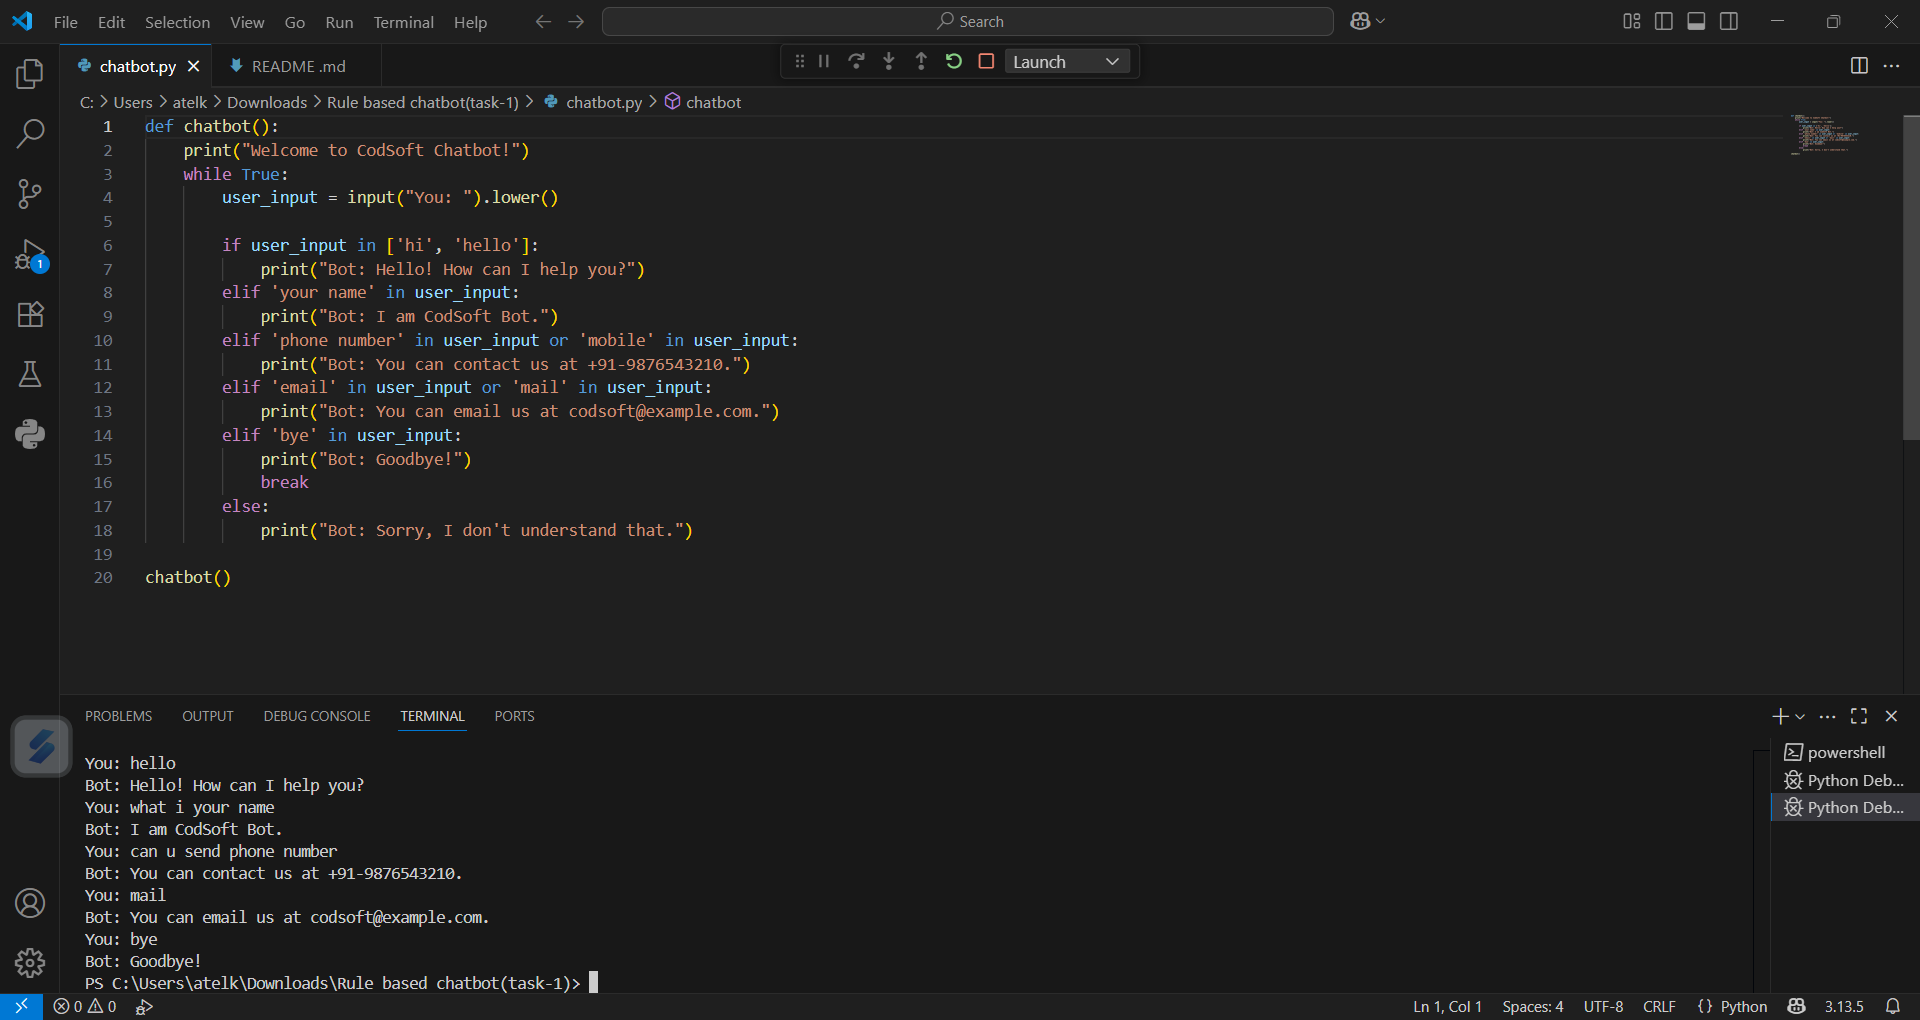 File Edit Selection View Go Run Terminal Help Search
chatbot.py README .md Launch
C: > Users > atelk > Downloads > Rule based chatbot(task-1) > chatbot.py > chatbot
1 def chatbot():
2     print("Welcome to CodSoft Chatbot!")
3     while True:
4         user_input = input("You: ").lower()
5
6         if user_input in ['hi', 'hello']:
7             print("Bot: Hello! How can I help you?")
8         elif 'your name' in user_input:
9             print("Bot: I am CodSoft Bot.")
10         elif 'phone number' in user_input or 'mobile' in user_input:
11             print("Bot: You can contact us at +91-9876543210.")
12         elif 'email' in user_input or 'mail' in user_input:
13             print("Bot: You can email us at codsoft@example.com.")
14         elif 'bye' in user_input:
15             print("Bot: Goodbye!")
16             break
17         else:
18             print("Bot: Sorry, I don't understand that.")
19
20 chatbot()
1
PROBLEMS OUTPUT DEBUG CONSOLE TERMINAL PORTS
You: hello
Bot: Hello! How can I help you?
You: what i your name
Bot: I am CodSoft Bot.
You: can u send phone number
Bot: You can contact us at +91-9876543210.
You: mail
Bot: You can email us at codsoft@example.com.
You: bye
Bot: Goodbye!
PS C:\Users\atelk\Downloads\Rule based chatbot(task-1)>
powershell
Python Deb...
Python Deb...
0 0 Ln 1, Col 1 Spaces: 4 UTF-8 CRLF {} Python 3.13.5